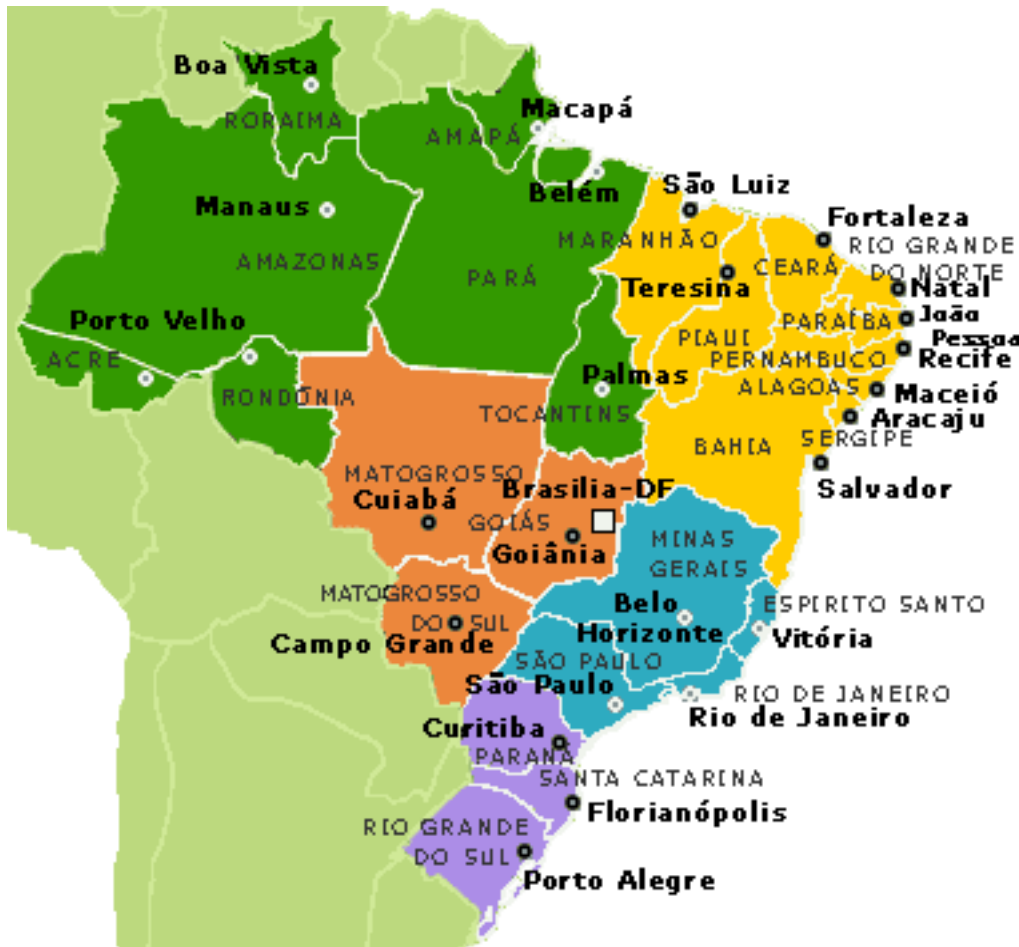 Boa Vista
RORAIMA
AMAPÁ
Macapá
Manaus
Belém
São Luiz
AMAZONAS
PARÁ
MARANHÃO
Fortaleza
RIO GRANDE
DO NORTE
CEARÁ
Teresina
Natal
Porto Velho
PIAUI
PARAÍBA
João
Pessoa
ACRE
PERNAMBUCO
Recife
RONDÔNIA
Palmas
ALAGOAS
Maceió
TOCANTINS
Aracaju
BAHIA
SERGIPE
MATOGROSSO
Cuiabá
Brasilia-DF
Salvador
GOIÁS
Goiânia
MINAS
GERAIS
MATOGROSSO
DO SUL
Campo Grande
Belo
Horizonte
ESPIRITO SANTO
Vitória
SÃO PAULO
São Paulo
RIO DE JANEIRO
Rio de Janeiro
Curitiba
PARANÁ
SANTA CATARINA
Florianópolis
RIO GRANDE
DO SUL
Porto Alegre